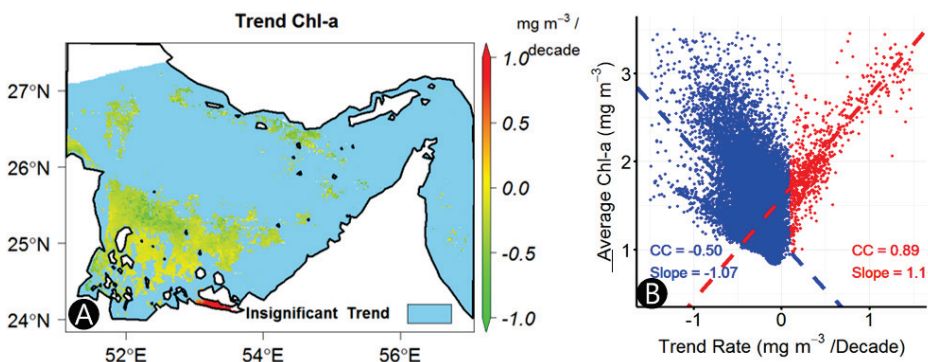 Trend Chl-a
mg m⁻³ /
decade
27°N
26°N
25°N
24°N
52°E
54°E
56°E
1.0
0.5
0.0
-0.5
-1.0
A
Insignificant Trend
Average Chl-a (mg m⁻³)
3
2
1
CC = -0.50
Slope = -1.07
CC = 0.89
Slope = 1.1
B
-1
0
1
Trend Rate (mg m⁻³ /Decade)